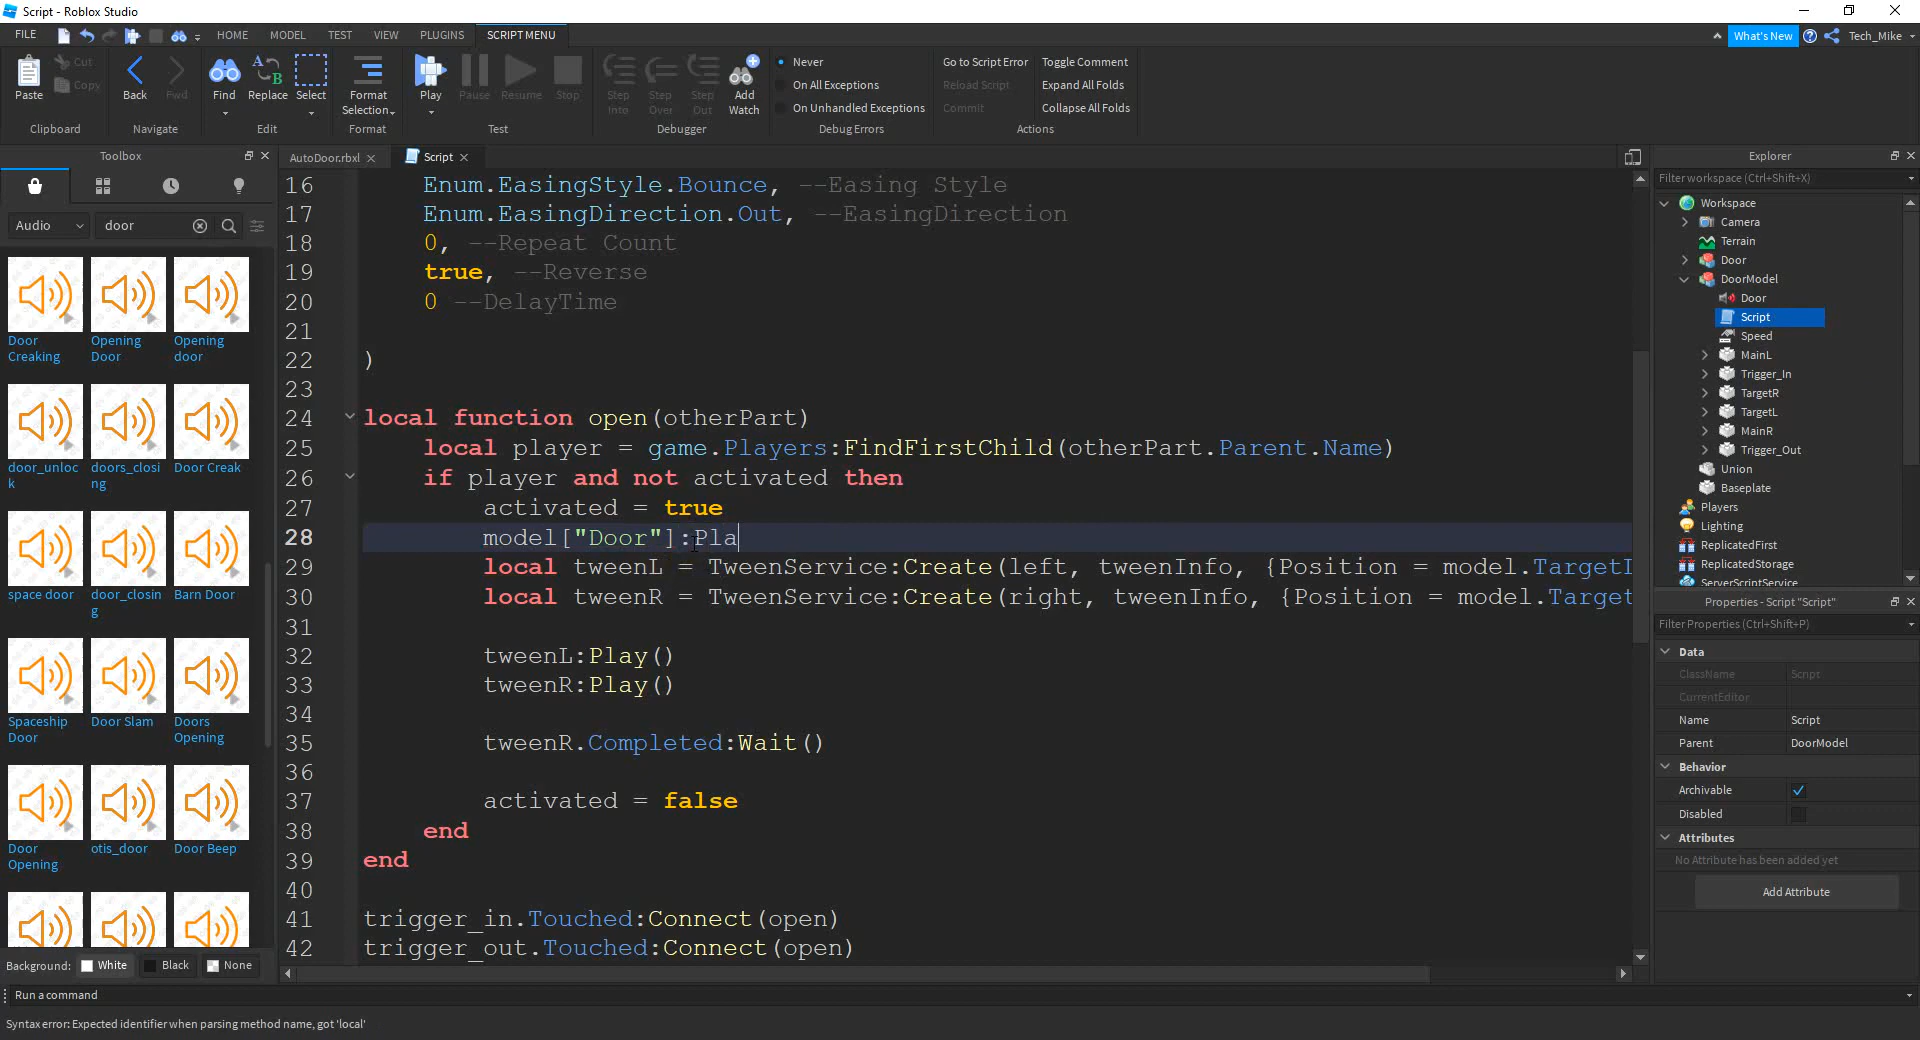 Script - Roblox Studio
FILE HOME MODEL TEST VIEW PLUGINS SCRIPT MENU What's New Tech_Mike
Paste Cut Copy
Clipboard
Back Fwd
Navigate
Find Replace Select
Edit
Format Selection
Format
Play Pause Resume Stop
Test
Step Into Step Over Step Out Add Watch
Debugger
Never
On All Exceptions
On Unhandled Exceptions
Debug Errors
Go to Script Error Toggle Comment
Reload Script Expand All Folds
Commit Collapse All Folds
Actions
Toolbox
Audio door
Door Creaking
Opening Door
Opening door
door_unlock
doors_closing
Door Creak
space door
door_closing
Barn Door
Spaceship Door
Door Slam
Doors Opening
Door Opening
otis_door
Door Beep
Background: White Black None
AutoDoor.rbxl Script
16 Enum.EasingStyle.Bounce, --Easing Style
17 Enum.EasingDirection.Out, --EasingDirection
18 0, --Repeat Count
19 true, --Reverse
20 0 --DelayTime
21
22 )
23
24 local function open(otherPart)
25 local player = game.Players:FindFirstChild(otherPart.Parent.Name)
26 if player and not activated then
27 activated = true
28 model["Door"]:Pla
29 local tweenL = TweenService:Create(left, tweenInfo, {Position = model.TargetL
30 local tweenR = TweenService:Create(right, tweenInfo, {Position = model.Target
31
32 tweenL:Play()
33 tweenR:Play()
34
35 tweenR.Completed:Wait()
36
37 activated = false
38 end
39 end
40
41 trigger_in.Touched:Connect(open)
42 trigger_out.Touched:Connect(open)
Explorer
Filter workspace (Ctrl+Shift+X)
Workspace
Camera
Terrain
Door
DoorModel
Door
Script
Speed
MainL
Trigger_In
TargetR
TargetL
MainR
Trigger_Out
Union
Baseplate
Players
Lighting
ReplicatedFirst
ReplicatedStorage
ServerScriptService
Properties - Script "Script"
Filter Properties (Ctrl+Shift+P)
Data
ClassName Script
CurrentEditor
Name Script
Parent DoorModel
Behavior
Archivable
Disabled
Attributes
No Attribute has been added yet
Add Attribute
Run a command
Syntax error: Expected identifier when parsing method name, got 'local'